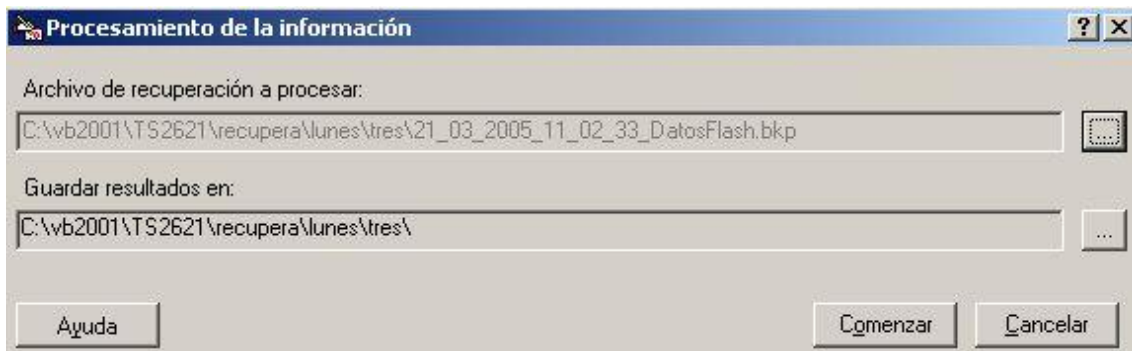 Procesamiento de la información
Archivo de recuperación a procesar:
C:\vb2001\TS2621\recupera\lunes\tres\21_03_2005_11_02_33_DatosFlash.bkp
...
Guardar resultados en:
C:\vb2001\TS2621\recupera\lunes\tres\
...
Ayuda Comenzar Cancelar